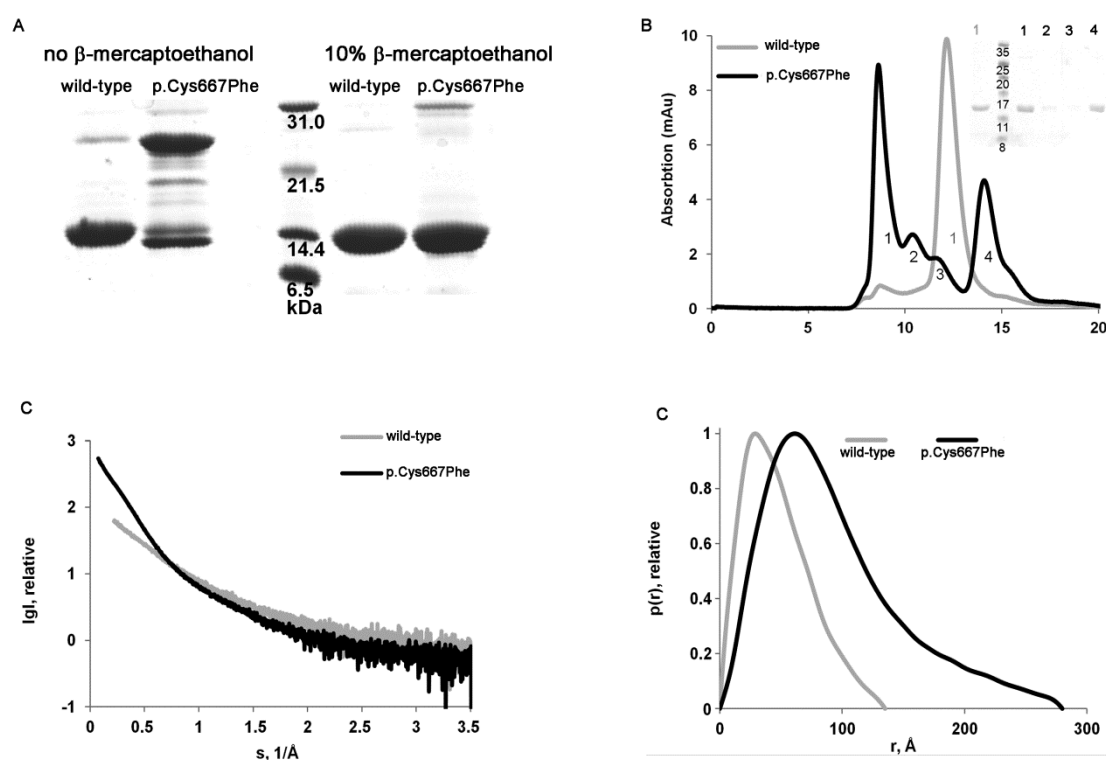 A
no β-mercaptoethanol
10% β-mercaptoethanol
wild-type
p.Cys667Phe
wild-type
p.Cys667Phe
31.0
21.5
14.4
6.5
kDa
B
wild-type
p.Cys667Phe
Absorbtion (mAu)
10
8
6
4
2
0
0 5 10 15 20
1 1 2 3 4
35
25
20
17
11
8
1
2
3
1
4
C
wild-type
p.Cys667Phe
lgI, relative
3
2
1
0
-1
0 0.5 1 1.5 2 2.5 3 3.5
s, 1/Å
C
wild-type
p.Cys667Phe
p(r), relative
1
0.8
0.6
0.4
0.2
0
0 100 200 300
r, Å